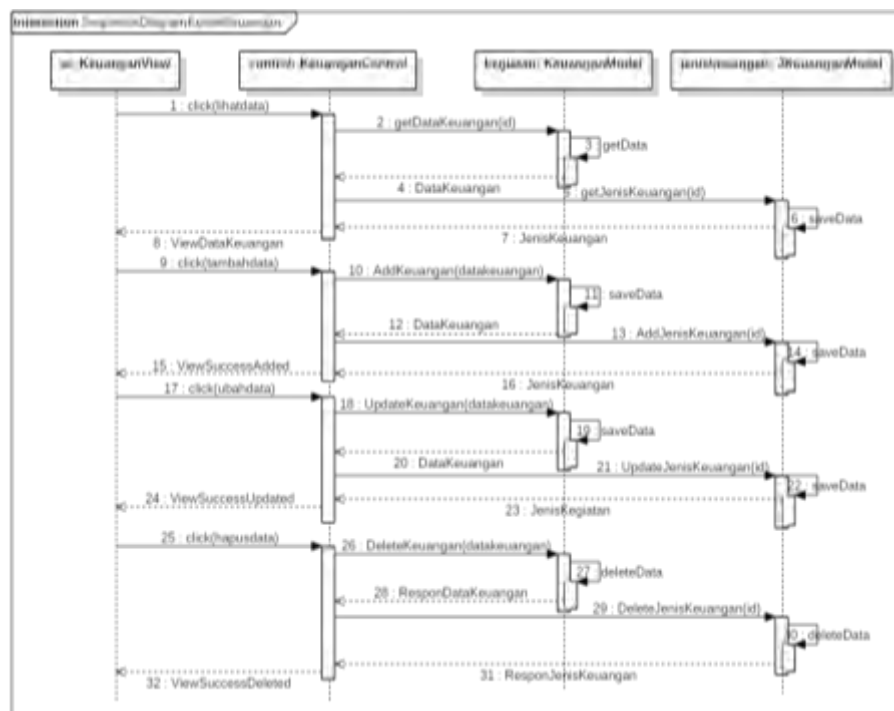 KeuanganView
KeuanganControl
KeuanganModel
JKeuanganModel
1 : click(lihatdata)
2 : getDataKeuangan(id)
3 : getData
4 : DataKeuangan
5 : getJenisKeuangan(id)
6 : saveData
7 : JenisKeuangan
8 : ViewDataKeuangan
9 : click(tambahdata)
10 : AddKeuangan(datakeuangan)
11 : saveData
12 : DataKeuangan
13 : AddJenisKeuangan(id)
14 : saveData
15 : ViewSuccessAdded
16 : JenisKeuangan
17 : click(ubahdata)
18 : UpdateKeuangan(datakeuangan)
19 : saveData
20 : DataKeuangan
21 : UpdateJenisKeuangan(id)
22 : saveData
23 : JenisKegiatan
24 : ViewSuccessUpdated
25 : click(hapusdata)
26 : DeleteKeuangan(datakeuangan)
27 : deleteData
28 : ResponDataKeuangan
29 : DeleteJenisKeuangan(id)
0 : deleteData
31 : ResponJenisKeuangan
32 : ViewSuccessDeleted